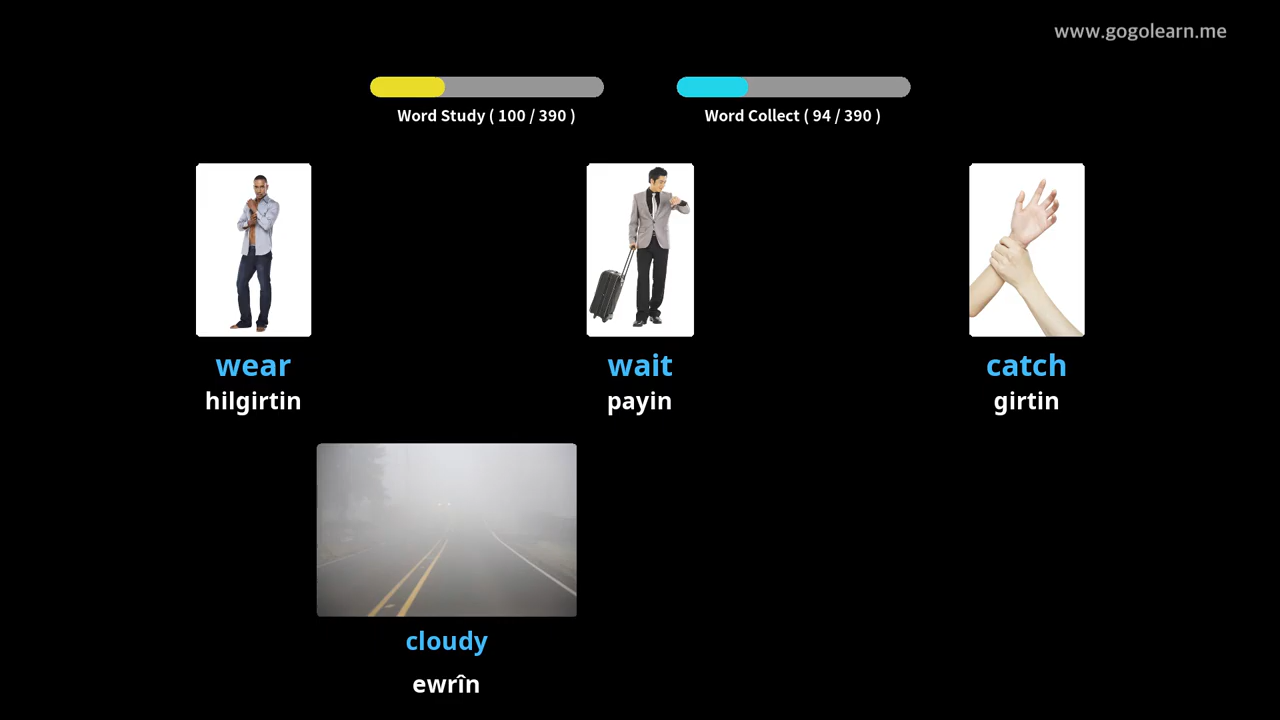 www.gogolearn.me
Word Study ( 100 / 390 )
Word Collect ( 94 / 390 )
wear
hilgirtin
wait
payin
catch
girtin
cloudy
ewrîn